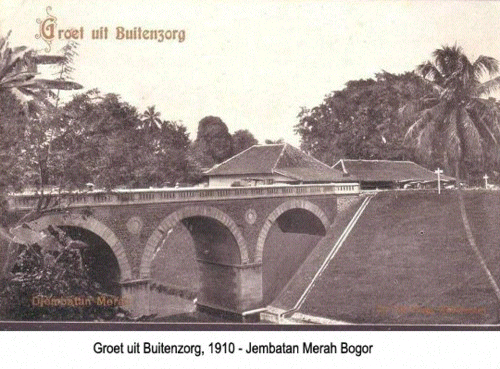 Groet uit Buitenzorg
Djembatan Merah
Groet uit Buitenzorg, 1910 - Jembatan Merah Bogor